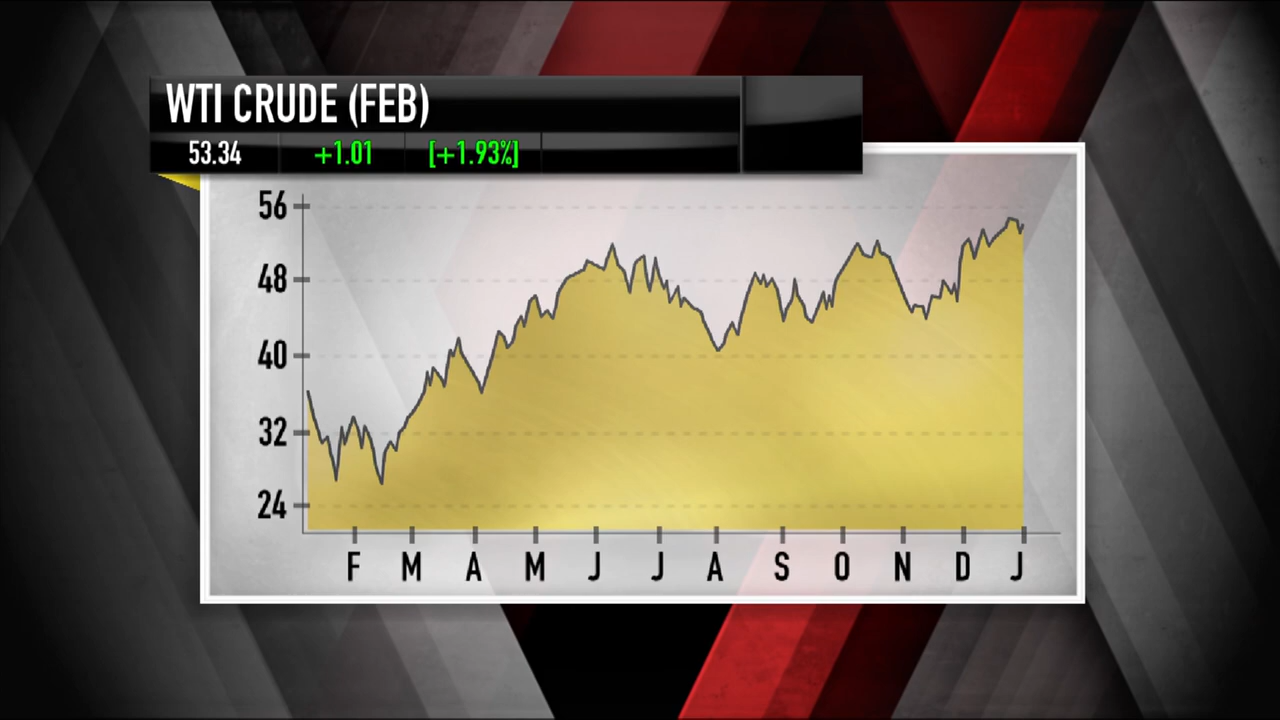 WTI CRUDE (FEB)
53.34 +1.01 [+1.93%]
56
48
40
32
24
F M A M J J A S O N D J